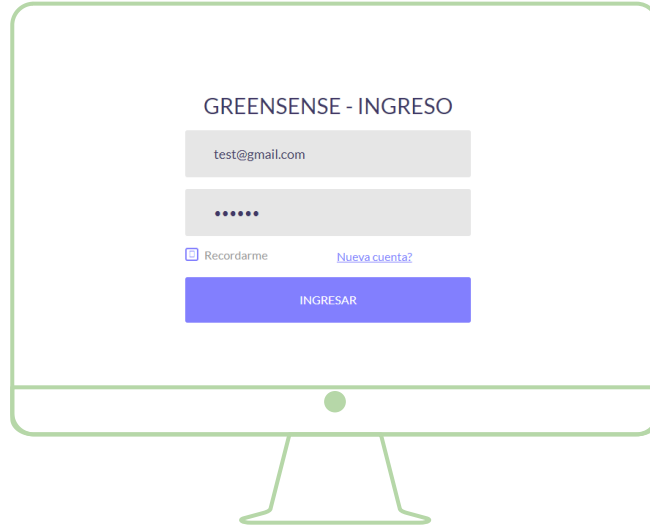 GREENSENSE - INGRESO
test@gmail.com
••••••
Recordarme Nueva cuenta?
INGRESAR